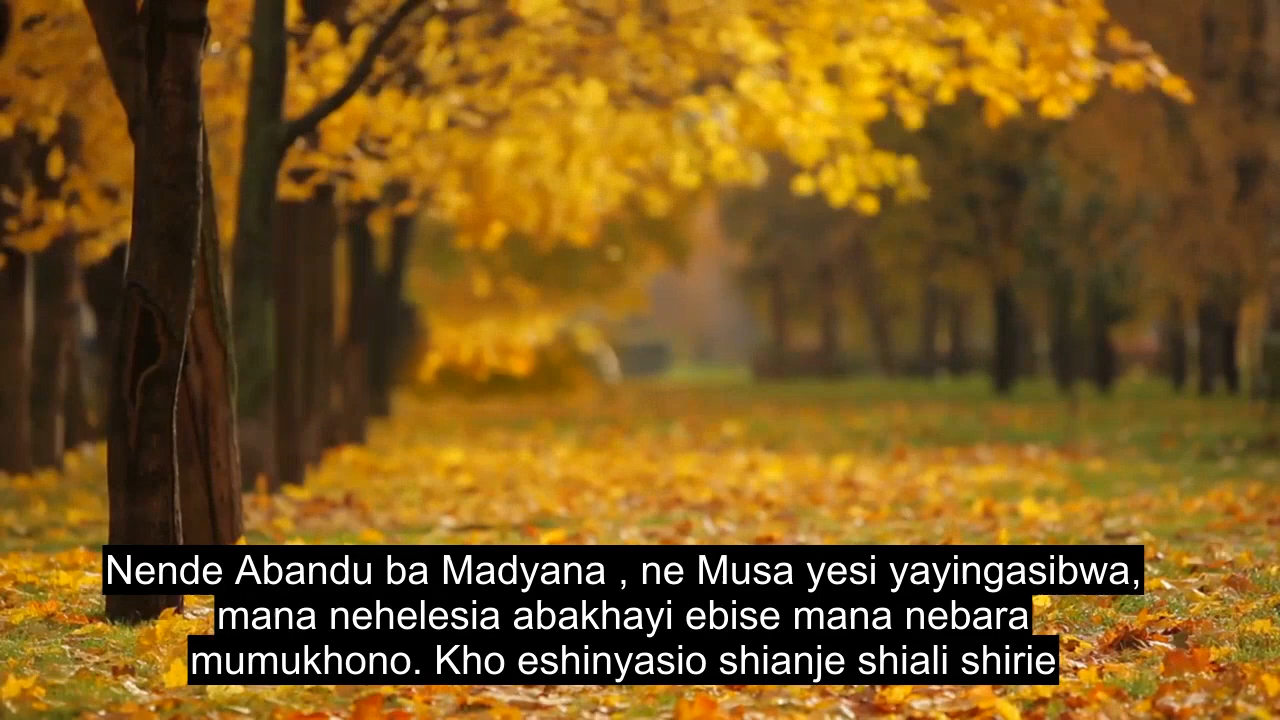 Nende Abandu ba Madyana , ne Musa yesi yayingasibwa,
mana nehelesia abakhayi ebise mana nebara
mumukhono. Kho eshinyasio shianje shiali shirie